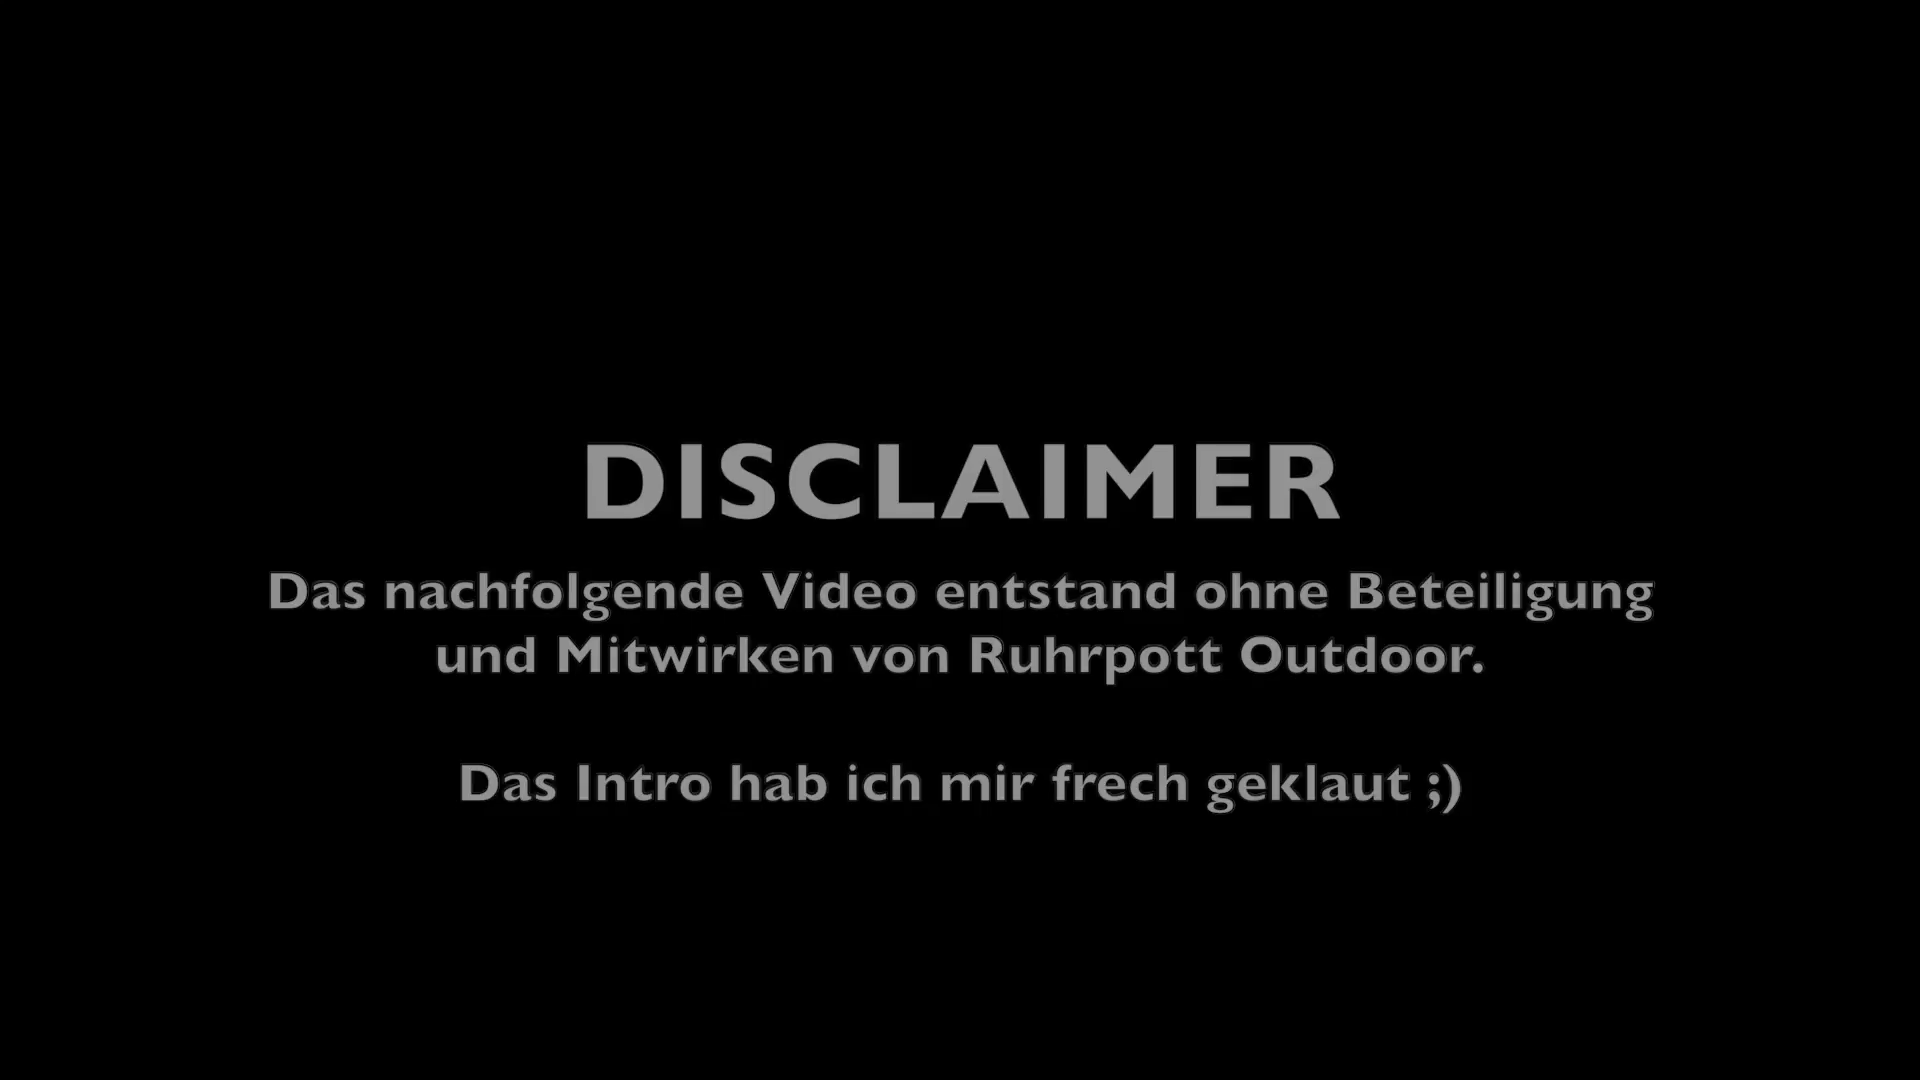 DISCLAIMER
Das nachfolgende Video entstand ohne Beteiligung
und Mitwirken von Ruhrpott Outdoor.
Das Intro hab ich mir frech geklaut ;)